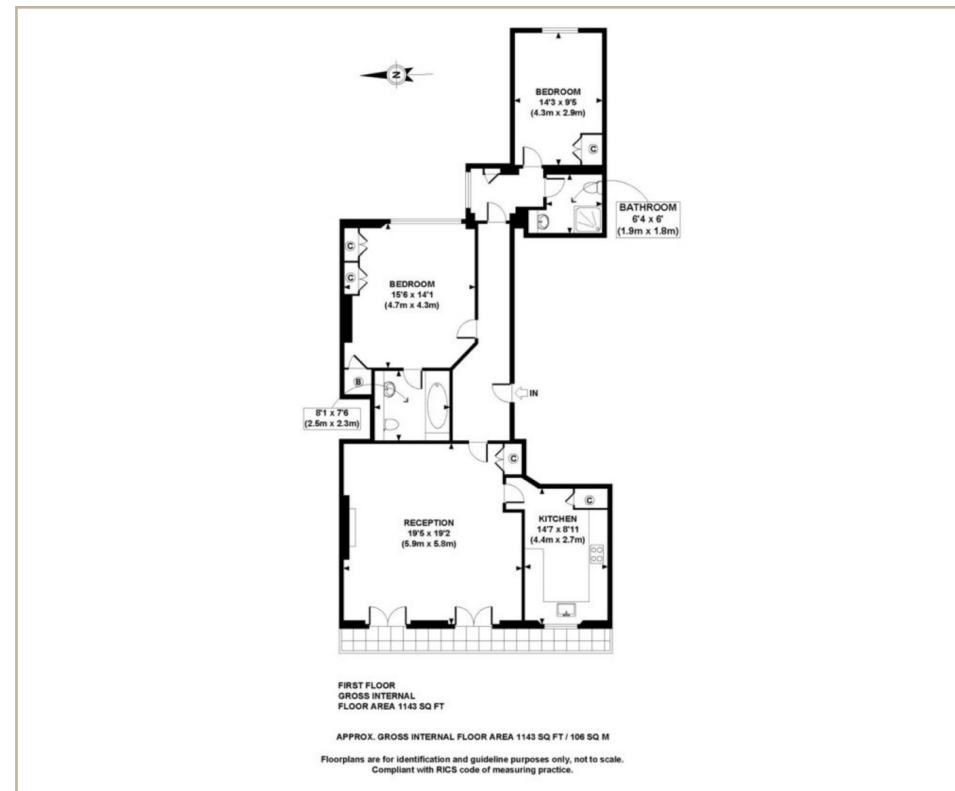 N
BEDROOM
14'3 x 9'5
(4.3m x 2.9m)
C
BATHROOM
6'4 x 6'
(1.9m x 1.8m)
C
C
BEDROOM
15'6 x 14'1
(4.7m x 4.3m)
B
IN
8'1 x 7'6
(2.5m x 2.3m)
C
RECEPTION
19'5 x 19'2
(5.9m x 5.8m)
C
KITCHEN
14'7 x 8'11
(4.4m x 2.7m)
FIRST FLOOR
GROSS INTERNAL
FLOOR AREA 1143 SQ FT
APPROX. GROSS INTERNAL FLOOR AREA 1143 SQ FT / 106 SQ M
Floorplans are for identification and guideline purposes only, not to scale.
Compliant with RICS code of measuring practice.